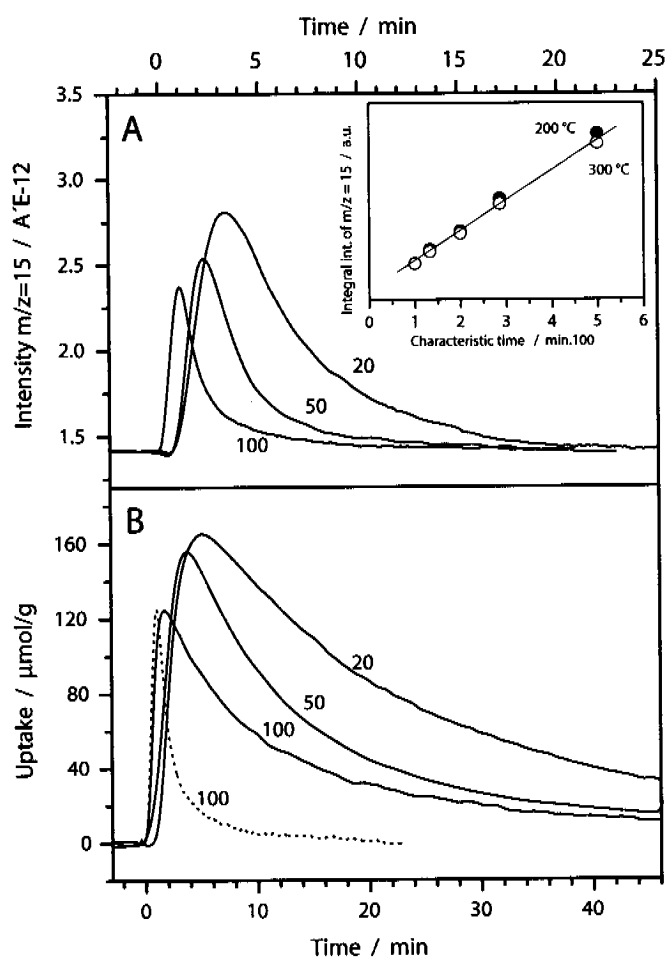 Time / min
0 5 10 15 20 25
3.5
3.0
2.5
2.0
1.5
Intensity m/z=15 / A´E-12
A
20
50
100
Integral int. of m/z = 15 / a.u.
200 °C
300 °C
0 1 2 3 4 5 6
Characteristic time / min.100
B
160
120
80
40
0
Uptake / µmol/g
20
50
100
100
0 10 20 30 40
Time / min